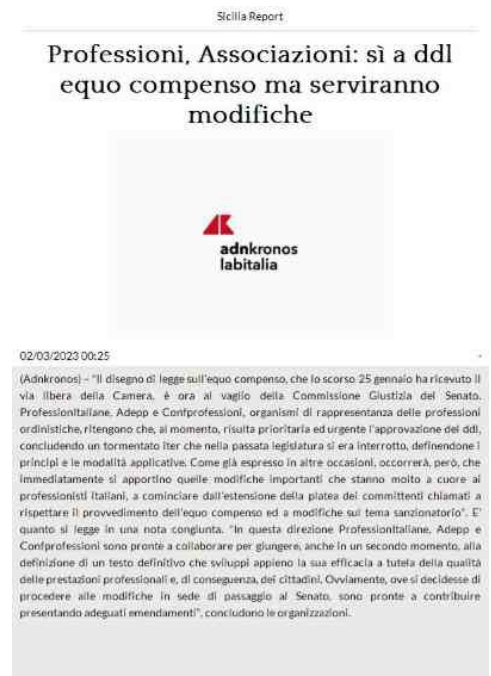 Sicilia Report
Professioni, Associazioni: sì a ddl
equo compenso ma serviranno
modifiche
adnkronos
labitalia
02/03/2023 00:25
-
(Adnkronos) – "Il disegno di legge sull'equo compenso, che lo scorso 25 gennaio ha ricevuto il
via libera della Camera, è ora al vaglio della Commissione Giustizia del Senato.
ProfessionItaliane, Adepp e Confprofessioni, organismi di rappresentanza delle professioni
ordinistiche, ritengono che, al momento, risulta prioritaria ed urgente l'approvazione del ddl,
concludendo un tormentato iter che nella passata legislatura si era interrotto, definendone i
principi e le modalità applicative. Come già espresso in altre occasioni, occorrerà, però, che
immediatamente si apportino quelle modifiche importanti che stanno molto a cuore ai
professionisti italiani, a cominciare dall'estensione della platea dei committenti chiamati a
rispettare il provvedimento dell'equo compenso ed a modifiche sul tema sanzionatorio". E'
quanto si legge in una nota congiunta. "In questa direzione ProfessionItaliane, Adepp e
Confprofessioni sono pronte a collaborare per giungere, anche in un secondo momento, alla
definizione di un testo definitivo che sviluppi appieno la sua efficacia a tutela della qualità
delle prestazioni professionali e, di conseguenza, dei cittadini. Ovviamente, ove si decidesse di
procedere alle modifiche in sede di passaggio al Senato, sono pronte a contribuire
presentando adeguati emendamenti", concludono le organizzazioni.